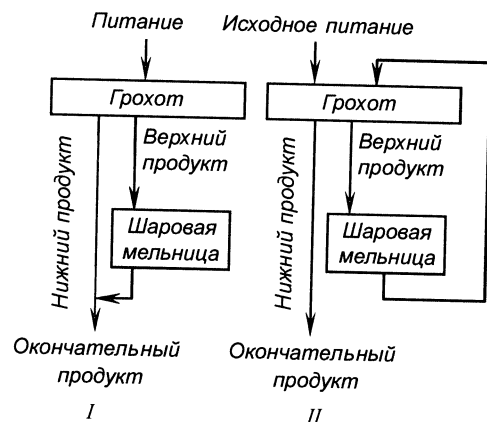 Питание
Грохот
Верхний
продукт
Нижний продукт
Шаровая
мельница
Окончательный
продукт
I
Исходное питание
Грохот
Верхний
продукт
Нижний продукт
Шаровая
мельница
Окончательный
продукт
II